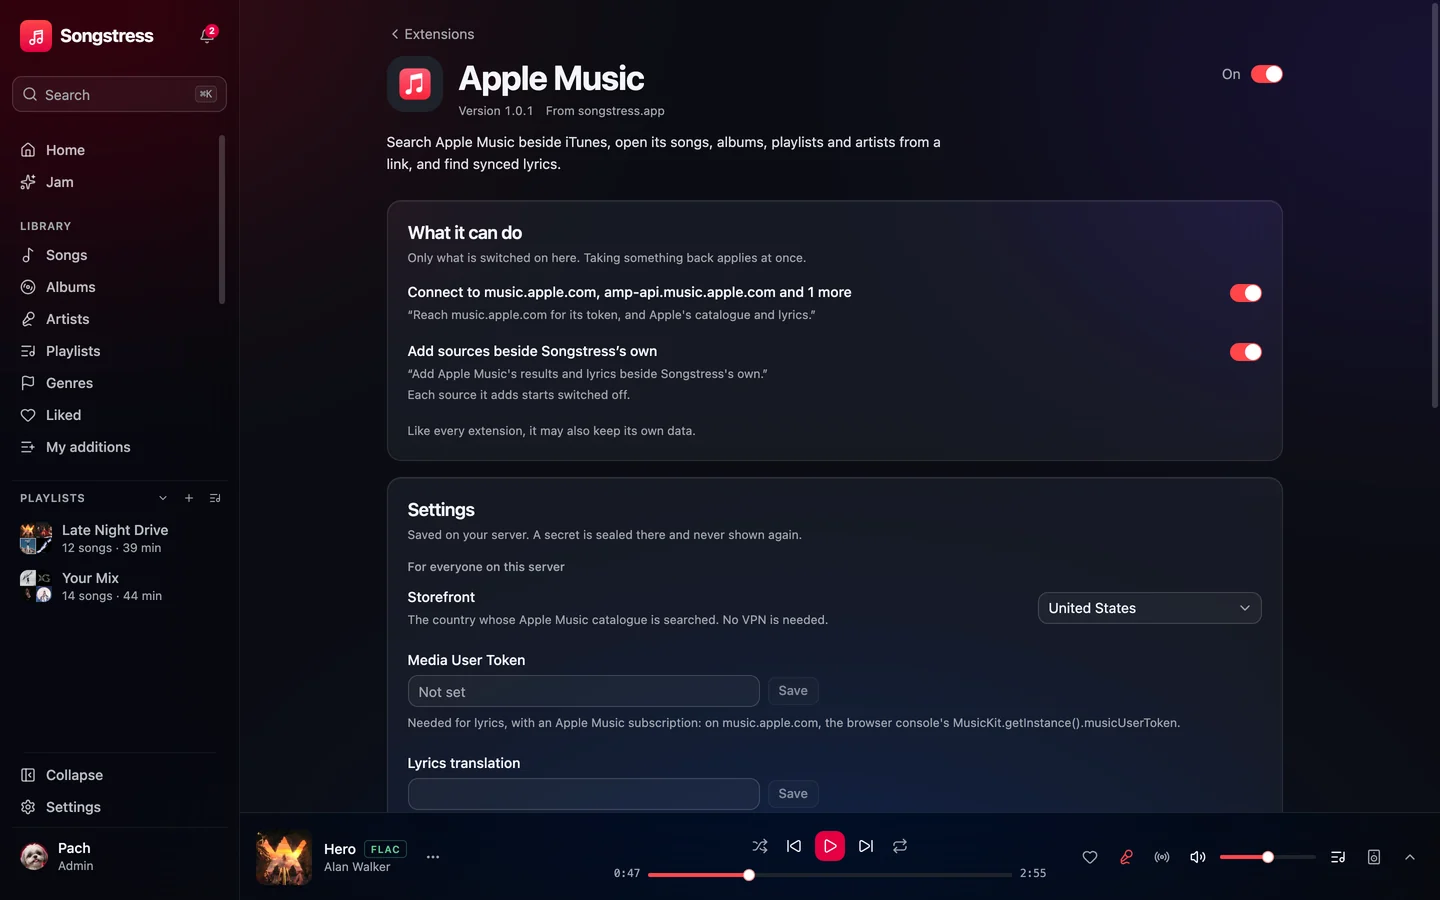 Songstress
2
Search
⌘K
Home
Jam
LIBRARY
Songs
Albums
Artists
Playlists
Genres
Liked
My additions
PLAYLISTS
Late Night Drive
12 songs · 39 min
Your Mix
14 songs · 44 min
Collapse
Settings
Pach
Admin
Extensions
Apple Music
Version 1.0.1 From songstress.app
On
Search Apple Music beside iTunes, open its songs, albums, playlists and artists from a
link, and find synced lyrics.
What it can do
Only what is switched on here. Taking something back applies at once.
Connect to music.apple.com, amp-api.music.apple.com and 1 more
“Reach music.apple.com for its token, and Apple's catalogue and lyrics.”
Add sources beside Songstress’s own
“Add Apple Music's results and lyrics beside Songstress's own.”
Each source it adds starts switched off.
Like every extension, it may also keep its own data.
Settings
Saved on your server. A secret is sealed there and never shown again.
For everyone on this server
Storefront
The country whose Apple Music catalogue is searched. No VPN is needed.
United States
Media User Token
Not set
Save
Needed for lyrics, with an Apple Music subscription: on music.apple.com, the browser console's MusicKit.getInstance().musicUserToken.
Lyrics translation
Save
Hero FLAC
Alan Walker
0:47
2:55